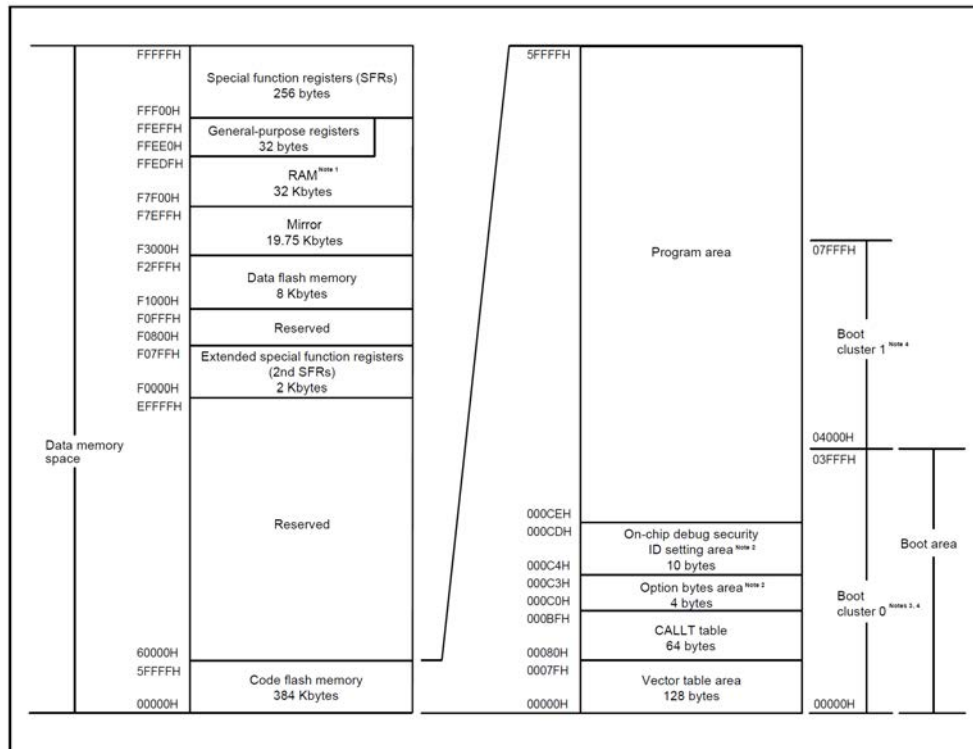 FFFFFH
Special function registers (SFRs)
256 bytes
FFF00H
FFEFFH
General-purpose registers
32 bytes
FFEE0H
FFEDFH
RAM Note 1
32 Kbytes
F7F00H
F7EFFH
Mirror
19.75 Kbytes
F3000H
F2FFFH
Data flash memory
8 Kbytes
F1000H
F0FFFH
Reserved
F0800H
F07FFH
Extended special function registers
(2nd SFRs)
2 Kbytes
F0000H
EFFFFH
Data memory
space
Reserved
60000H
5FFFFH
Code flash memory
384 Kbytes
00000H
5FFFFH
Program area
000CEH
000CDH
On-chip debug security
ID setting area Note 2
10 bytes
000C4H
000C3H
Option bytes area Note 2
4 bytes
000C0H
000BFH
CALLT table
64 bytes
00080H
0007FH
Vector table area
128 bytes
00000H
07FFFH
Boot
cluster 1 Note 4
04000H
03FFFH
Boot area
Boot
cluster 0 Notes 3, 4
00000H